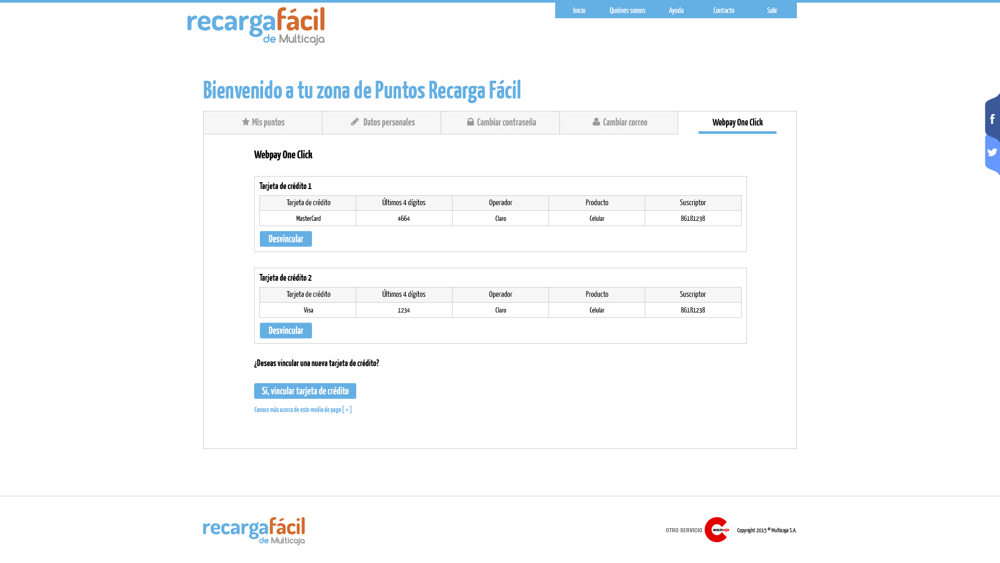 recargafácil
de Multicaja
Inicio Quiénes somos Ayuda Contacto Salir
Bienvenido a tu zona de Puntos Recarga Fácil
Mis puntos Datos personales Cambiar contraseña Cambiar correo Webpay One Click
Webpay One Click
Tarjeta de crédito 1
Tarjeta de crédito Últimos 4 dígitos Operador Producto Suscriptor
MasterCard 4664 Claro Celular 86181238
Desvincular
Tarjeta de crédito 2
Tarjeta de crédito Últimos 4 dígitos Operador Producto Suscriptor
Visa 1234 Claro Celular 86181238
Desvincular
¿Deseas vincular una nueva tarjeta de crédito?
Sí, vincular tarjeta de crédito
Conoce más acerca de este medio de pago [ + ]
recargafácil
de Multicaja
OTRO SERVICIO MULTIcaja Copyright 2015 © Multicaja S.A.